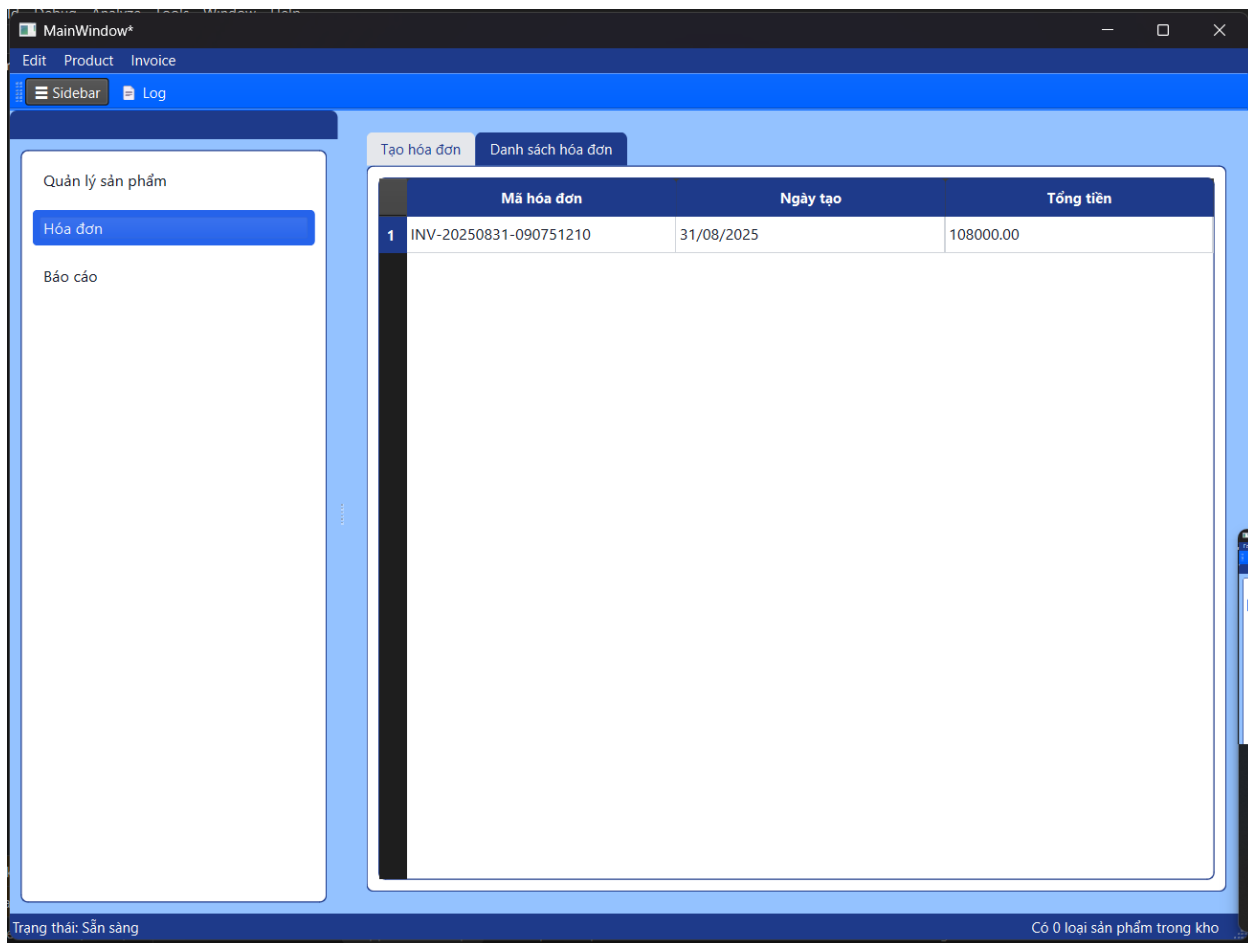 MainWindow*
Edit Product Invoice
Sidebar Log
Tạo hóa đơn Danh sách hóa đơn
Quản lý sản phẩm
Hóa đơn
Báo cáo
Mã hóa đơn Ngày tạo Tổng tiền
1 INV-20250831-090751210 31/08/2025 108000.00
Trạng thái: Sẵn sàng Có 0 loại sản phẩm trong kho